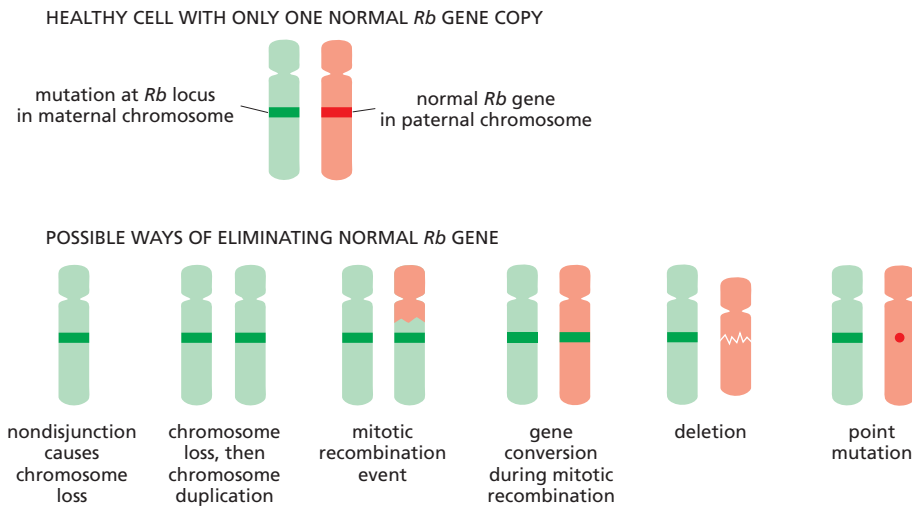 HEALTHY CELL WITH ONLY ONE NORMAL Rb GENE COPY
mutation at Rb locus
in maternal chromosome
normal Rb gene
in paternal chromosome
POSSIBLE WAYS OF ELIMINATING NORMAL Rb GENE
nondisjunction
causes
chromosome
loss
chromosome
loss, then
chromosome
duplication
mitotic
recombination
event
gene
conversion
during mitotic
recombination
deletion
point
mutation